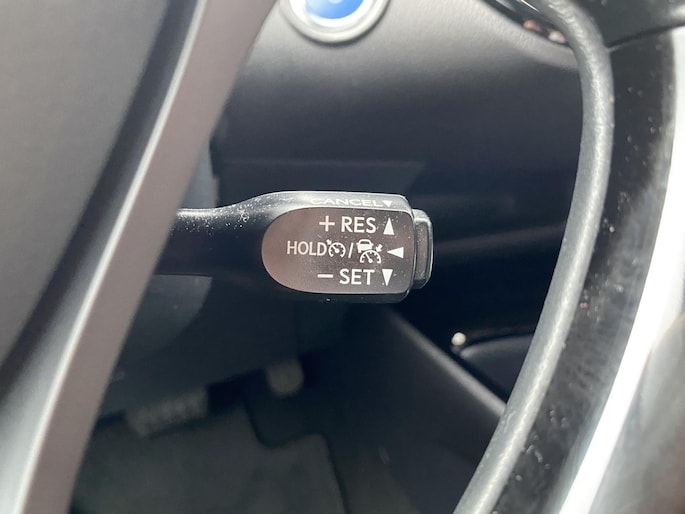 CANCEL▼
+ RES ▲
HOLD / ◀
− SET ▼